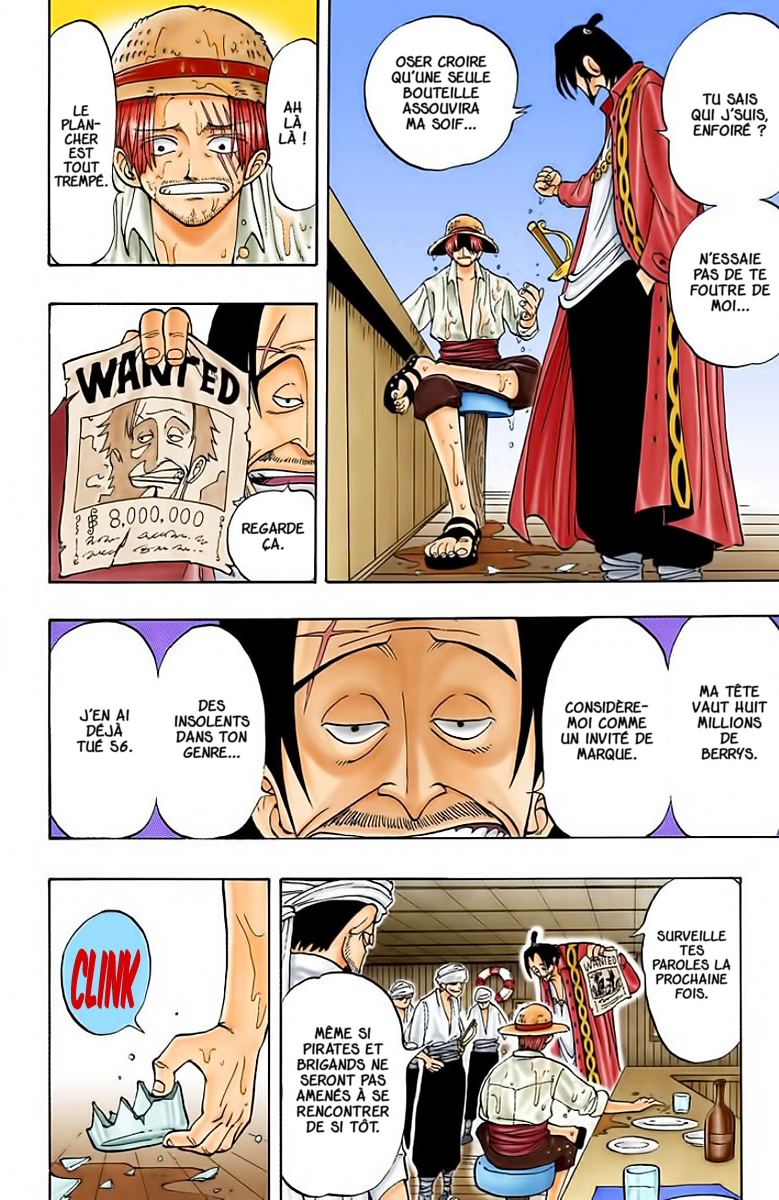 TU SAIS
QUI J'SUIS,
ENFOIRÉ ?
N'ESSAIE
PAS DE TE
FOUTRE DE
MOI...
OSER CROIRE
QU'UNE SEULE
BOUTEILLE
ASSOUVIRA
MA SOIF...
AH
LÀ
LÀ !
LE
PLAN-
CHER
EST
TOUT
TREMPÉ.
WANTED
8,000,000
REGARDE
ÇA.
MA TÊTE
VAUT HUIT
MILLIONS
DE
BERRYS.
CONSIDÈRE-
MOI COMME
UN INVITÉ DE
MARQUE.
DES
INSOLENTS
DANS TON
GENRE...
J'EN AI
DÉJÀ
TUÉ 56.
SURVEILLE
TES
PAROLES LA
PROCHAINE
FOIS.
WANTED
MÊME SI
PIRATES ET
BRIGANDS NE
SERONT PAS
AMENÉS À SE
RENCONTRER
DE SI TÔT.
CLINK